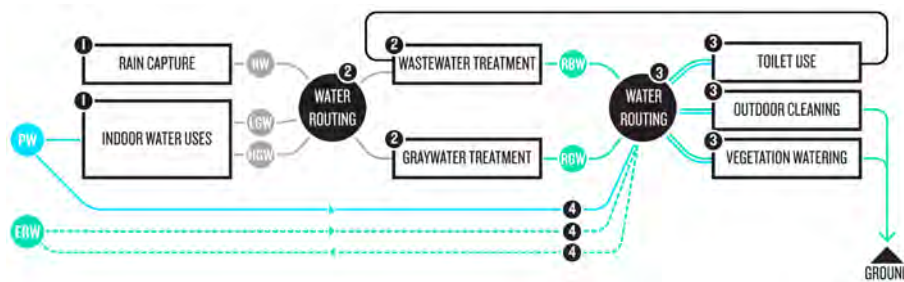 1
RAIN CAPTURE
1
INDOOR WATER USES
PW
ERW
LGW
HGW
2
WATER
ROUTING
2
WASTEWATER TREATMENT
2
GRAYWATER TREATMENT
RBW
RGW
3
WATER
ROUTING
3
TOILET USE
3
OUTDOOR CLEANING
3
VEGETATION WATERING
4
4
4
GROUN